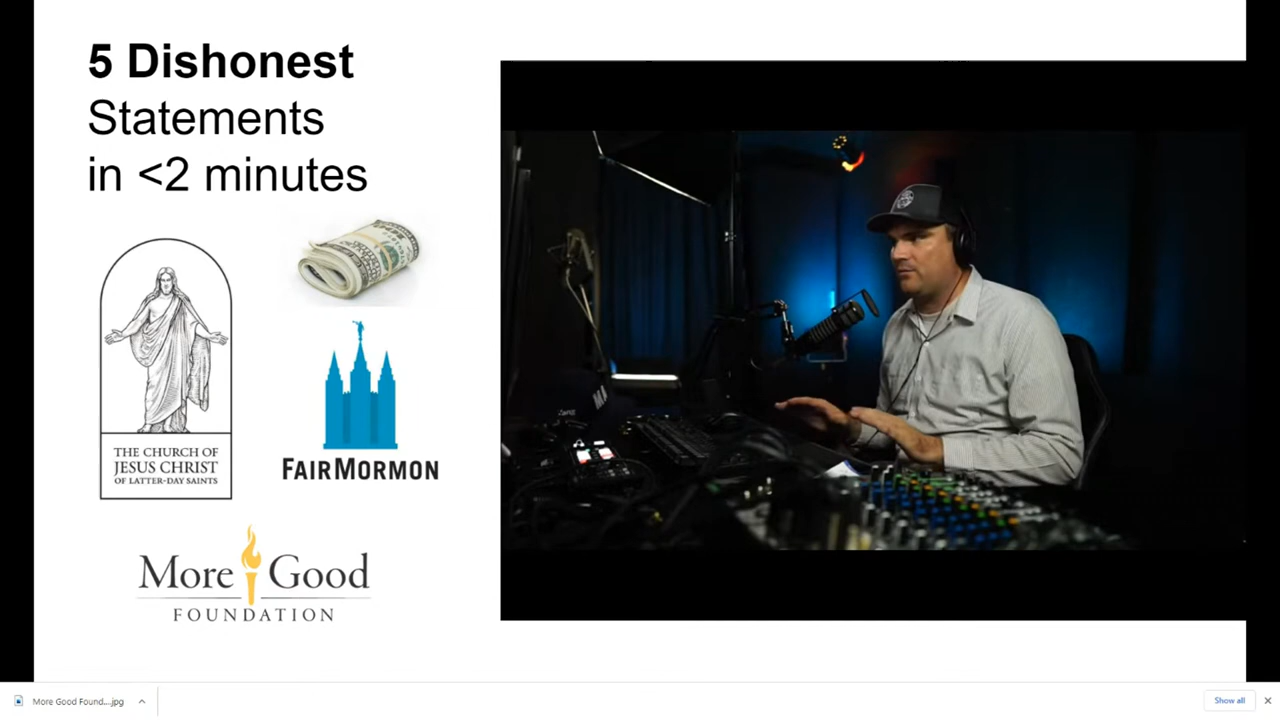 5 Dishonest
Statements
in <2 minutes
THE CHURCH OF
JESUS CHRIST
OF LATTER-DAY SAINTS
FAIRMORMON
More Good
FOUNDATION
More Good Found....jpg
Show all